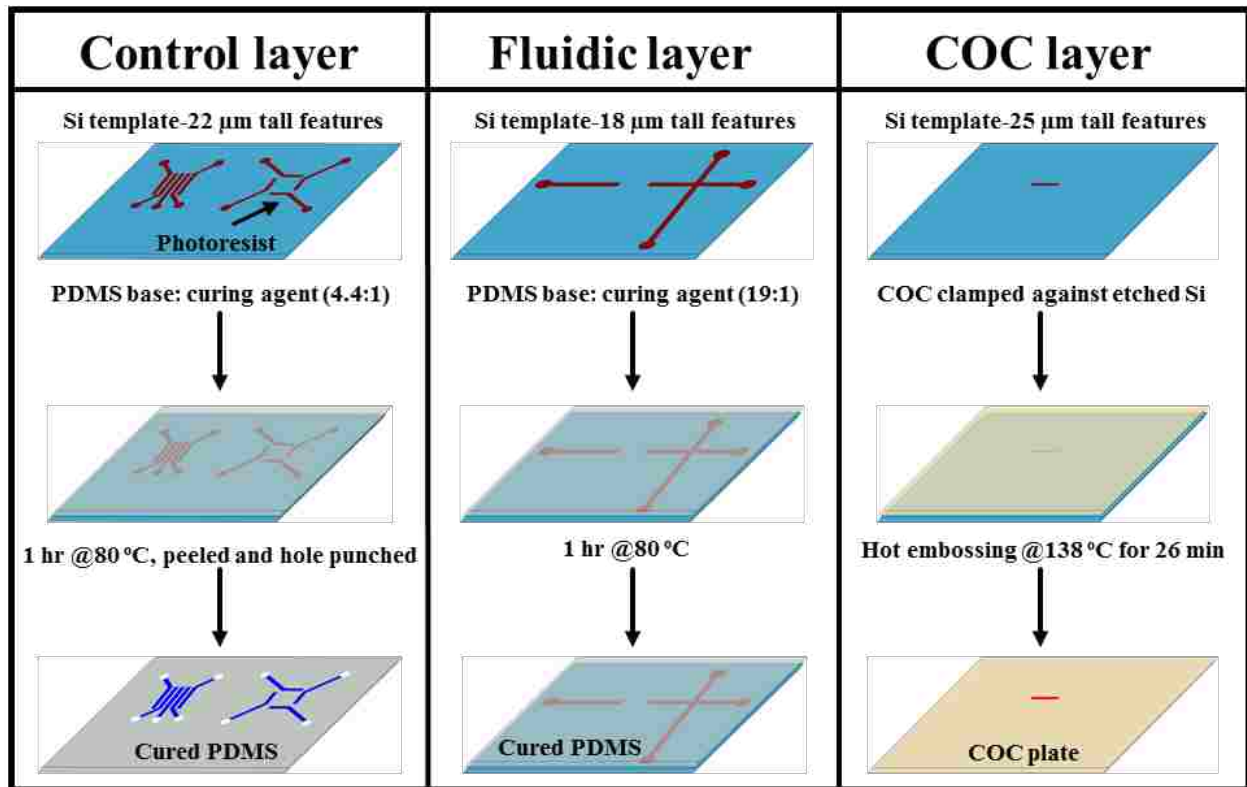 Control layer
Si template-22 μm tall features
Photoresist
PDMS base: curing agent (4.4:1)
1 hr @80 °C, peeled and hole punched
Cured PDMS
Fluidic layer
Si template-18 μm tall features
PDMS base: curing agent (19:1)
1 hr @80 °C
Cured PDMS
COC layer
Si template-25 μm tall features
COC clamped against etched Si
Hot embossing @138 °C for 26 min
COC plate